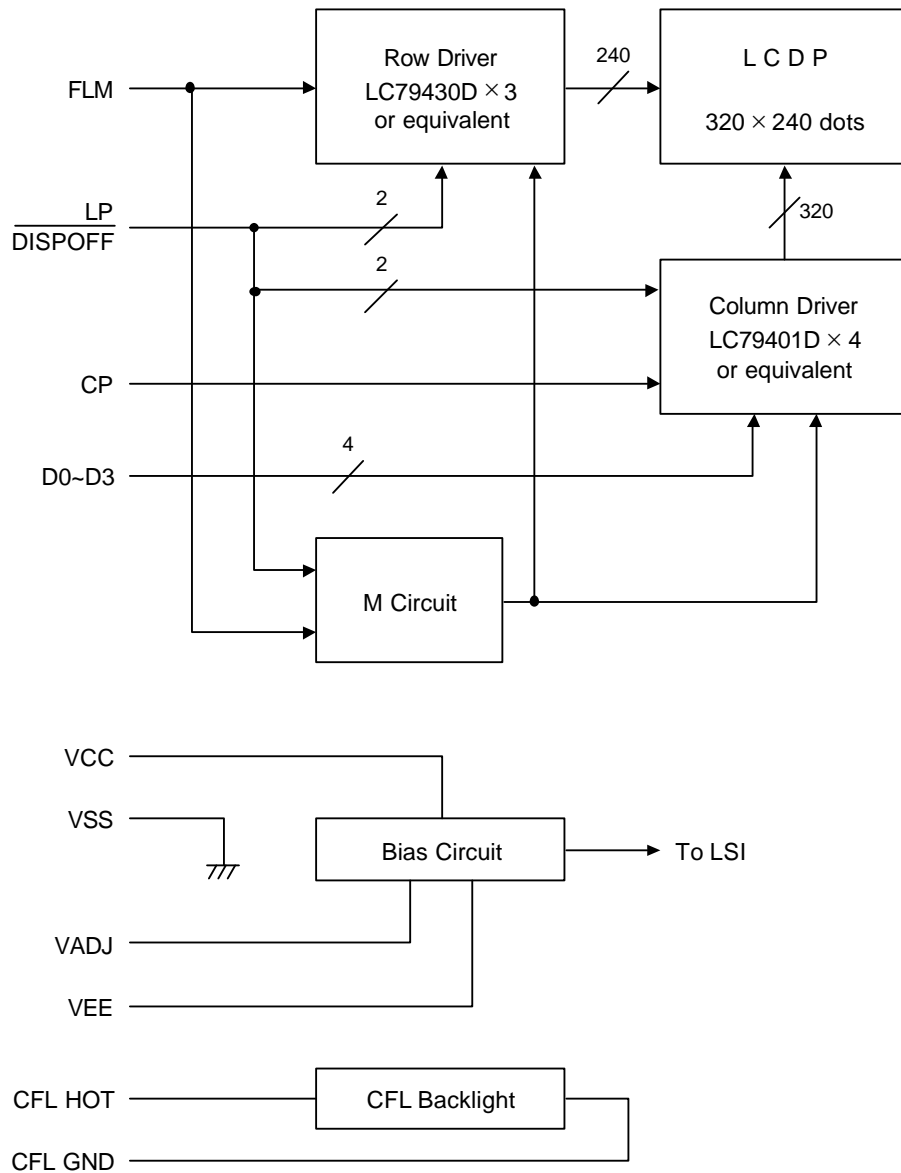 Row Driver
LC79430D × 3
or equivalent
240
L C D P
320 × 240 dots
FLM
LP
DISPOFF
2
320
2
Column Driver
LC79401D × 4
or equivalent
CP
4
D0~D3
M Circuit
VCC
VSS
Bias Circuit
To LSI
VADJ
VEE
CFL HOT
CFL Backlight
CFL GND